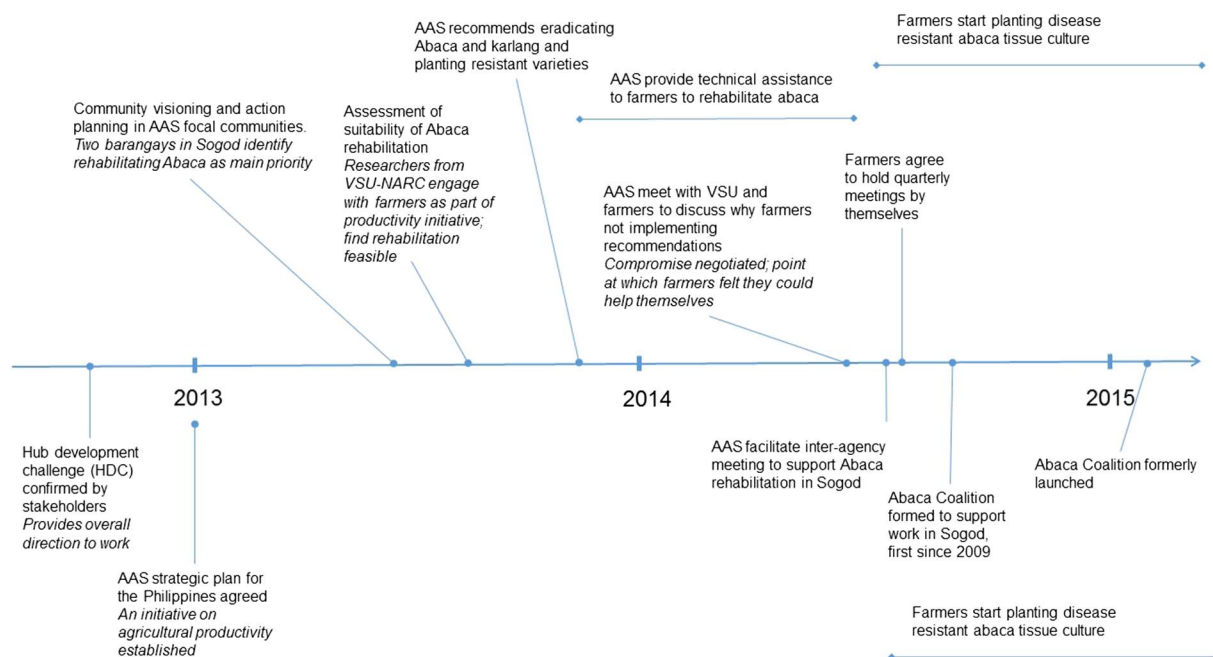 Farmers start planting disease
resistant abaca tissue culture
AAS recommends eradicating
Abaca and karlang and
planting resistant varieties
AAS provide technical assistance
to farmers to rehabilitate abaca
Community visioning and action
planning in AAS focal communities.
Two barangays in Sogod identify
rehabilitating Abaca as main priority
Assessment of
suitability of Abaca
rehabilitation
Researchers from
VSU-NARC engage
with farmers as part of
productivity initiative;
find rehabilitation
feasible
AAS meet with VSU and
farmers to discuss why farmers
not implementing
recommendations
Compromise negotiated; point
at which farmers felt they could
help themselves
Farmers agree
to hold quarterly
meetings by
themselves
2013
2014
2015
Hub development
challenge (HDC)
confirmed by
stakeholders
Provides overall
direction to work
AAS strategic plan for
the Philippines agreed
An initiative on
agricultural productivity
established
AAS facilitate inter-agency
meeting to support Abaca
rehabilitation in Sogod
Abaca Coalition
formed to support
work in Sogod,
first since 2009
Abaca Coalition formerly
launched
Farmers start planting disease
resistant abaca tissue culture